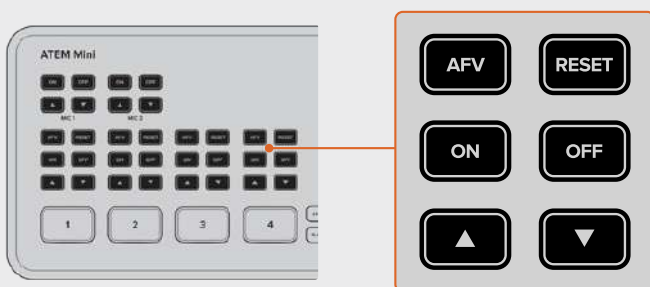 ATEM Mini
ON OFF ON OFF
▲ ▼ ▲ ▼
MIC 1 MIC 2
AFV RESET AFV RESET AFV RESET AFV RESET
ON OFF ON OFF ON OFF ON OFF
▲ ▼ ▲ ▼ ▲ ▼ ▲ ▼
1 2 3 4
AFV RESET
ON OFF
▲ ▼